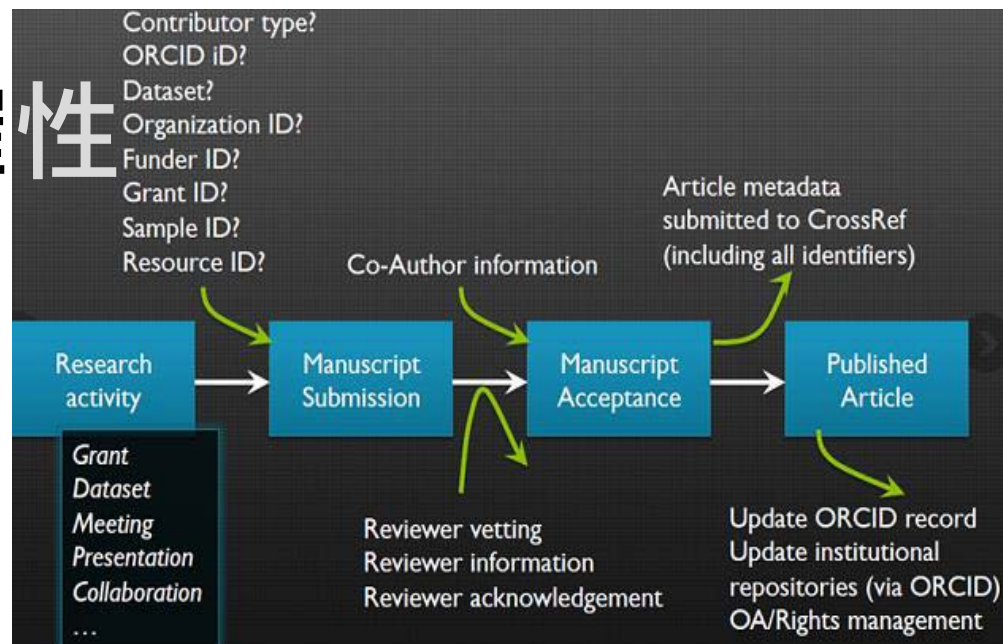 Contributor type?
ORCID iD?
Dataset?
Organization ID?
Funder ID?
Grant ID?
Sample ID?
Resource ID?
性
Co-Author information
Article metadata
submitted to CrossRef
(including all identifiers)
Research
activity
Manuscript
Submission
Manuscript
Acceptance
Published
Article
Grant
Dataset
Meeting
Presentation
Collaboration
…
Reviewer vetting
Reviewer information
Reviewer acknowledgement
Update ORCID record
Update institutional
repositories (via ORCID)
OA/Rights management